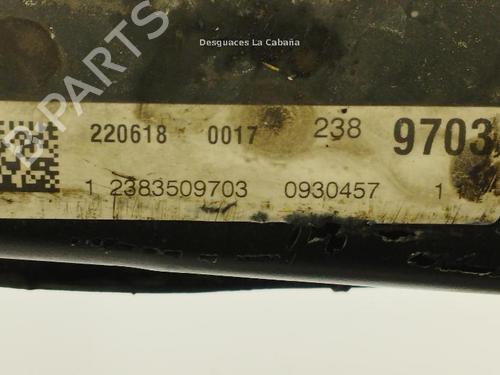 Desguaces La Cabaña
B-PARTS
220618 0017 238 9703
1 2383509703 0930457 1